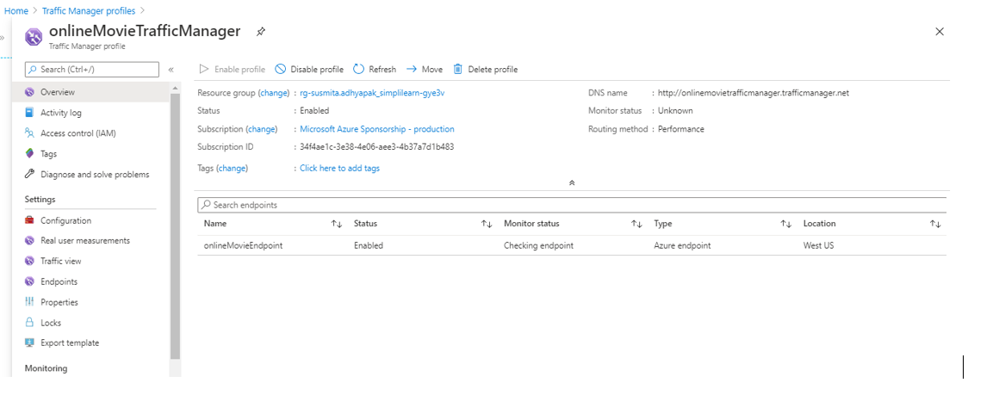 Home > Traffic Manager profiles >
onlineMovieTrafficManager
Traffic Manager profile
Search (Ctrl+/)
«
»
Overview
Activity log
Access control (IAM)
Tags
Diagnose and solve problems
Settings
Configuration
Real user measurements
Traffic view
Endpoints
Properties
Locks
Export template
Monitoring
Enable profile Disable profile Refresh Move Delete profile
Resource group (change) : rg-susmita.adhyapak_simplilearn-gye3v
Status : Enabled
Subscription (change) : Microsoft Azure Sponsorship - production
Subscription ID : 34f4ae1c-3e38-4e06-aee3-4b37a7d1b483
Tags (change) : Click here to add tags
DNS name : http://onlinemovietrafficmanager.trafficmanager.net
Monitor status : Unknown
Routing method : Performance
Search endpoints
Name Status Monitor status Type Location
onlineMovieEndpoint Enabled Checking endpoint Azure endpoint West US